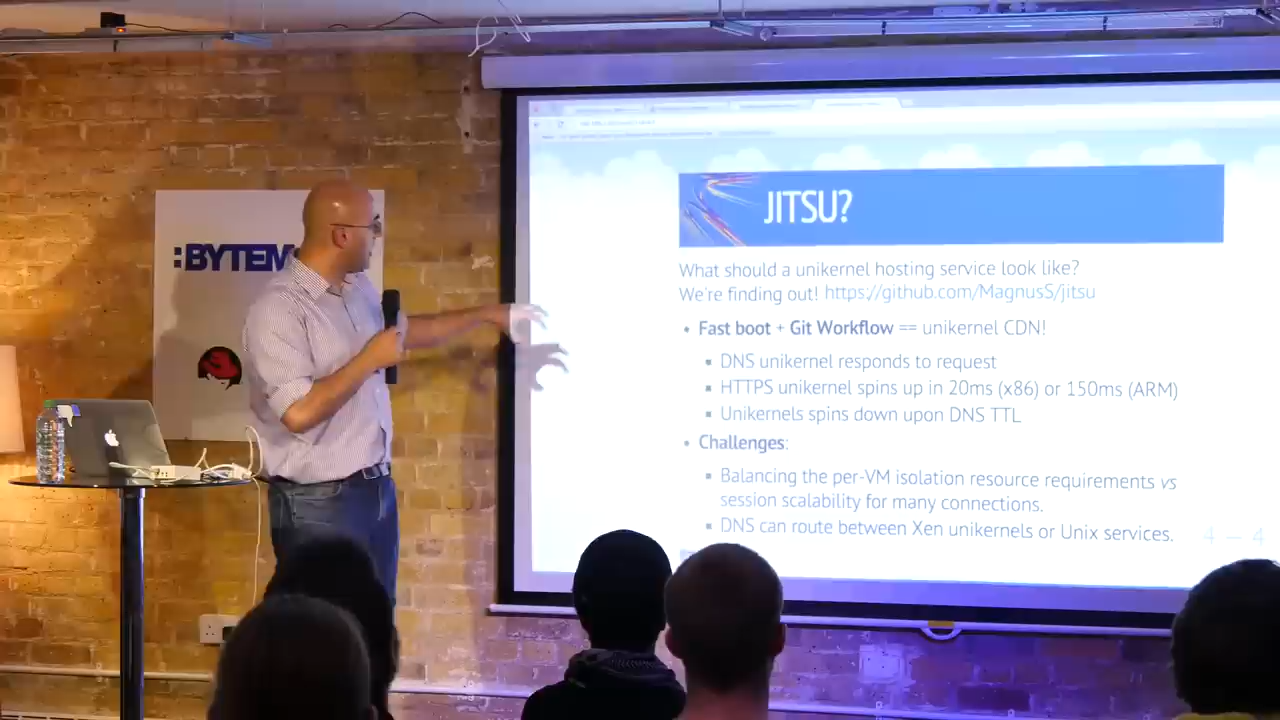 :BYTEM
JITSU?
What should a unikernel hosting service look like?
We're finding out! https://github.com/MagnusS/jitsu
• Fast boot + Git Workflow == unikernel CDN!
▪ DNS unikernel responds to request
▪ HTTPS unikernel spins up in 20ms (x86) or 150ms (ARM)
▪ Unikernels spins down upon DNS TTL
• Challenges:
▪ Balancing the per-VM isolation resource requirements vs
session scalability for many connections.
▪ DNS can route between Xen unikernels or Unix services.
4 — 4